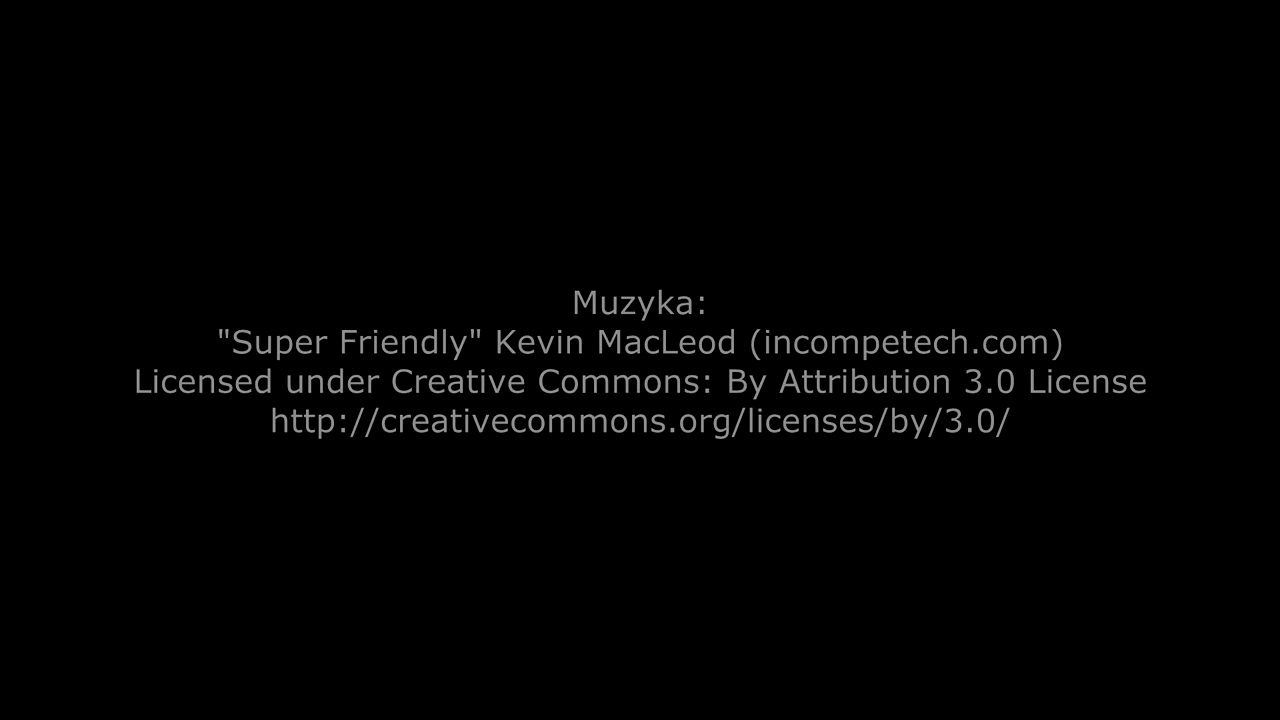 Muzyka:
"Super Friendly" Kevin MacLeod (incompetech.com)
Licensed under Creative Commons: By Attribution 3.0 License
http://creativecommons.org/licenses/by/3.0/